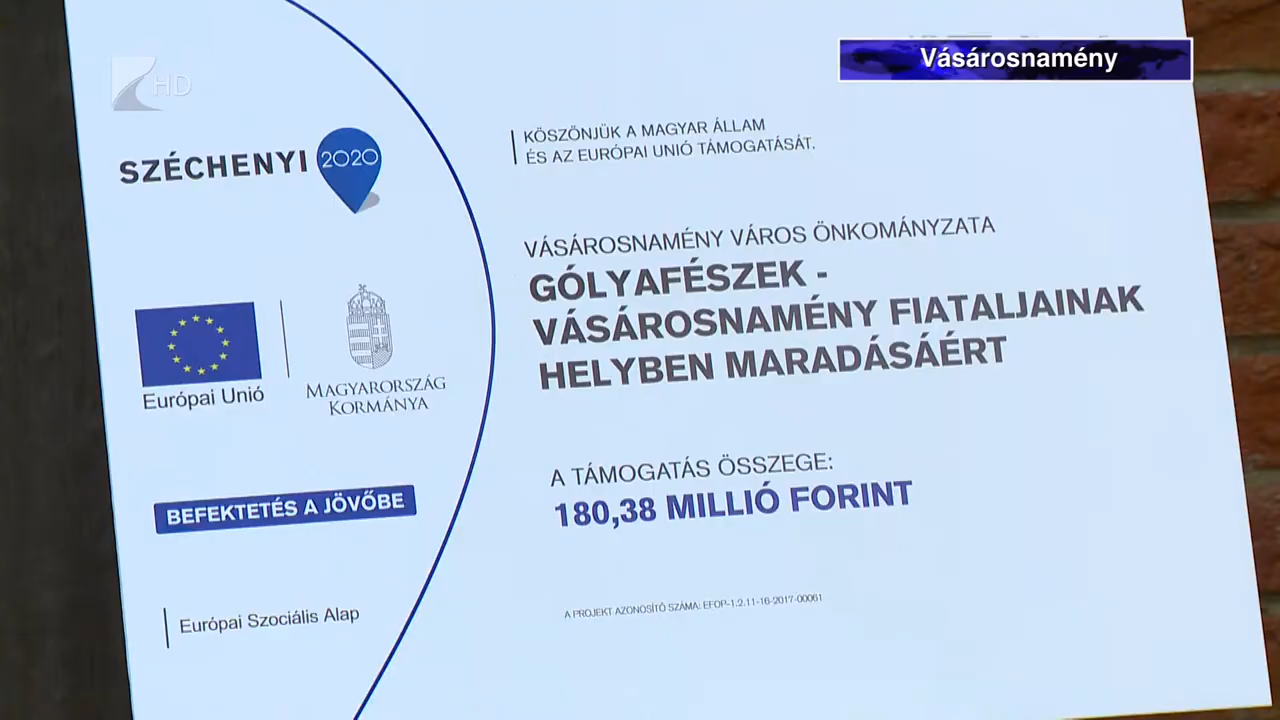 Vásárosnamény
HD
SZÉCHENYI 2020
KÖSZÖNJÜK A MAGYAR ÁLLAM
ÉS AZ EURÓPAI UNIÓ TÁMOGATÁSÁT.
VÁSÁROSNAMÉNY VÁROS ÖNKOMÁNYZATA
GÓLYAFÉSZEK -
VÁSÁROSNAMÉNY FIATALJAINAK
HELYBEN MARADÁSÁÉRT
Európai Unió
MAGYARORSZÁG
KORMÁNYA
A TÁMOGATÁS ÖSSZEGE:
180,38 MILLIÓ FORINT
BEFEKTETÉS A JÖVŐBE
Európai Szociális Alap
A PROJEKT AZONOSÍTÓ SZÁMA: EFOP-1.2.11-16-2017-00061